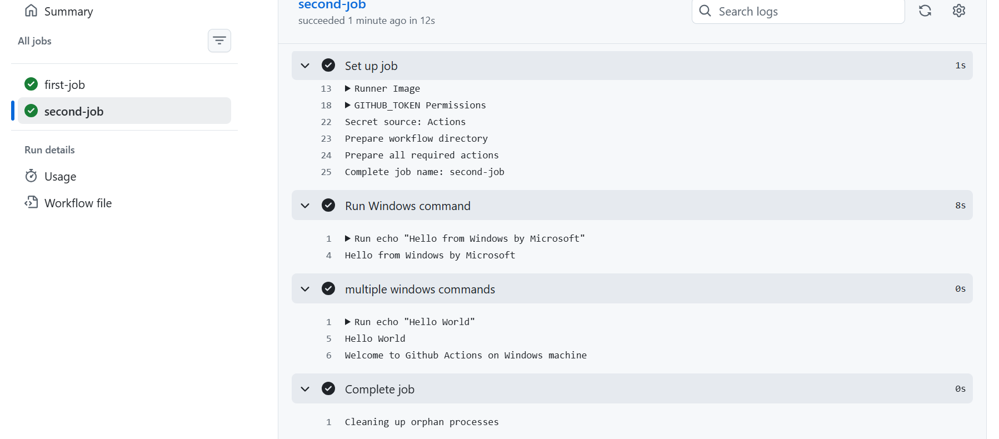 Summary
All jobs
first-job
second-job
Run details
Usage
Workflow file
second-job
succeeded 1 minute ago in 12s
Search logs
Set up job 1s
13 Runner Image
18 GITHUB_TOKEN Permissions
22 Secret source: Actions
23 Prepare workflow directory
24 Prepare all required actions
25 Complete job name: second-job
Run Windows command 8s
1 Run echo "Hello from Windows by Microsoft"
4 Hello from Windows by Microsoft
multiple windows commands 0s
1 Run echo "Hello World"
5 Hello World
6 Welcome to Github Actions on Windows machine
Complete job 0s
1 Cleaning up orphan processes